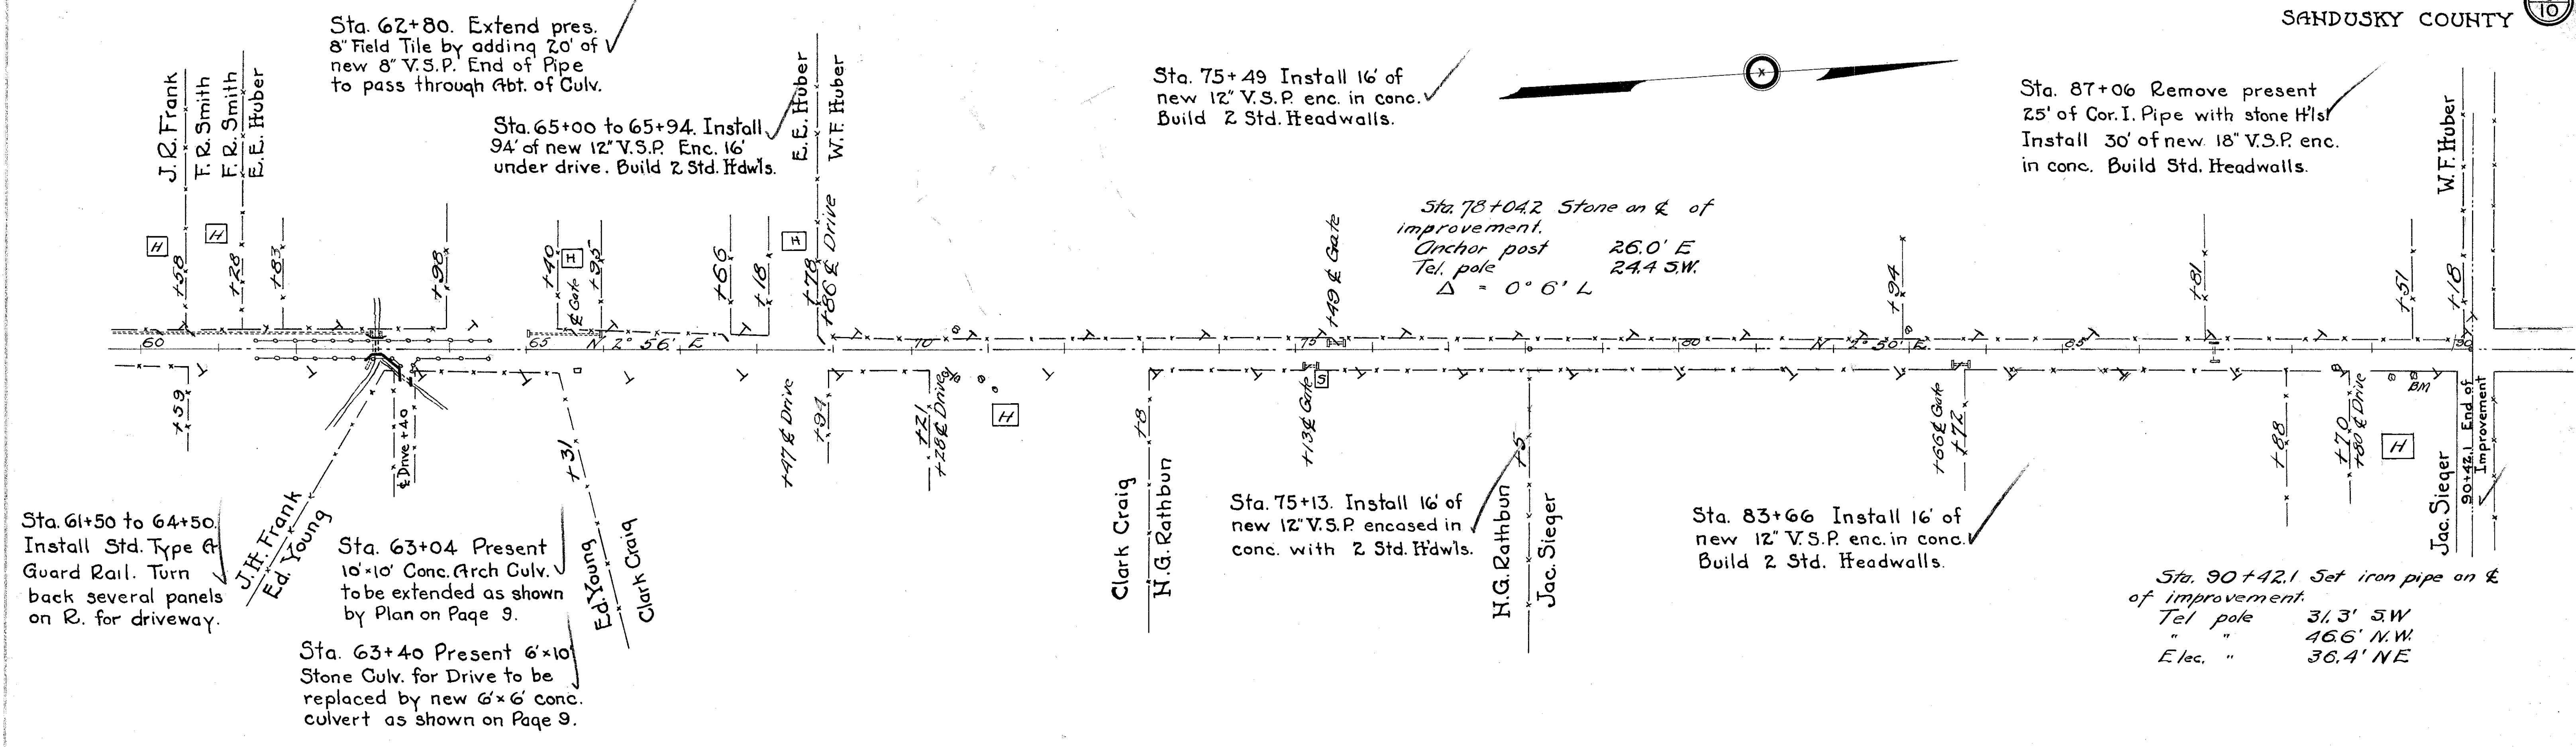 SANDUSKY COUNTY
10
Sta. 62+80. Extend pres.
8" Field Tile by adding 20' of
new 8" V.S.P. End of Pipe
to pass through Abt. of Culv.
Sta. 65+00 to 65+94. Install
94' of new 12" V.S.P. Enc. 16'
under drive. Build 2 Std. Hdw'ls.
Sta. 75+49 Install 16' of
new 12" V.S.P. enc. in conc.
Build 2 Std. Headwalls.
Sta. 87+06 Remove present
25' of Cor. I. Pipe with stone H'ls.
Install 30' of new 18" V.S.P. enc.
in conc. Build Std. Headwalls.
Sta. 78+04.2 Stone on ℄ of
improvement.
Anchor post 26.0' E
Tel. pole 24.4 S.W.
Δ = 0° 6' L
J. R. Frank
F. R. Smith
F. R. Smith
E. E. Huber
E. E. Huber
W. F. Huber
W. F. Huber
H
H
H
H
+58
+28
+83
+98
+40
℄ Gate
+95
+66
+18
+78
+86 ℄ Drive
+49 ℄ Gate
+94
+81
+51
+18
60
65
N 2° 56' E
70
75
80
N 2° 50' E
85
90
+59
℄ Drive +40
+31
+47 ℄ Drive
+94
+21
+28 ℄ Drive
H
+8
+13 ℄ Gate
S
+5
+66 ℄ Gate
+72
+88
+70
+80 ℄ Drive
BM
H
90+42.1 End of
Improvement
J. H. Frank
Ed. Young
Ed. Young
Clark Craig
Clark Craig
H. G. Rathbun
H. G. Rathbun
Jac. Sieger
Jac. Sieger
Sta. 61+50 to 64+50.
Install Std. Type A
Guard Rail. Turn
back several panels
on R. for driveway.
Sta. 63+04 Present
10'×10' Conc. Arch Culv.
to be extended as shown
by Plan on Page 9.
Sta. 63+40 Present 6'×10'
Stone Culv. for Drive to be
replaced by new 6'×6' conc.
culvert as shown on Page 9.
Sta. 75+13. Install 16' of
new 12" V.S.P. encased in
conc. with 2 Std. H'dwls.
Sta. 83+66 Install 16' of
new 12" V.S.P. enc. in conc.
Build 2 Std. Headwalls.
Sta. 90+42.1 Set iron pipe on ℄
of improvement.
Tel pole 31.3' S.W
" " 46.6' N.W.
Elec. " 36.4' NE